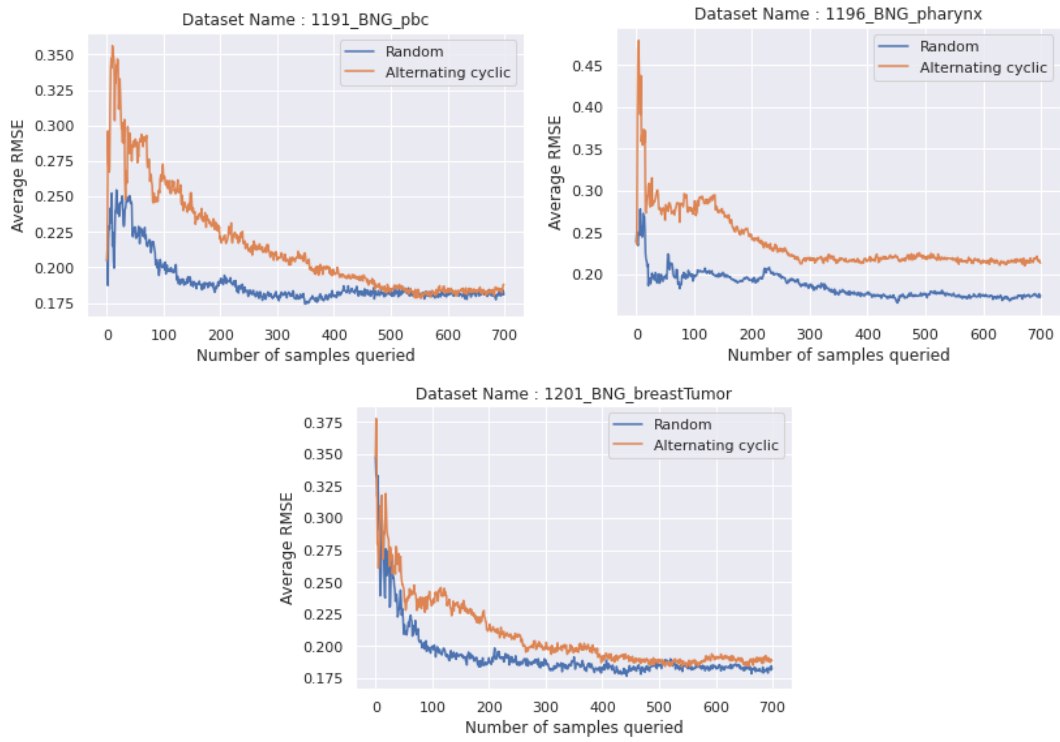 Dataset Name : 1191_BNG_pbc
Random
Alternating cyclic
Average RMSE
0.350
0.325
0.300
0.275
0.250
0.225
0.200
0.175
0 100 200 300 400 500 600 700
Number of samples queried
Dataset Name : 1196_BNG_pharynx
Random
Alternating cyclic
Average RMSE
0.45
0.40
0.35
0.30
0.25
0.20
0 100 200 300 400 500 600 700
Number of samples queried
Dataset Name : 1201_BNG_breastTumor
Random
Alternating cyclic
Average RMSE
0.375
0.350
0.325
0.300
0.275
0.250
0.225
0.200
0.175
0 100 200 300 400 500 600 700
Number of samples queried